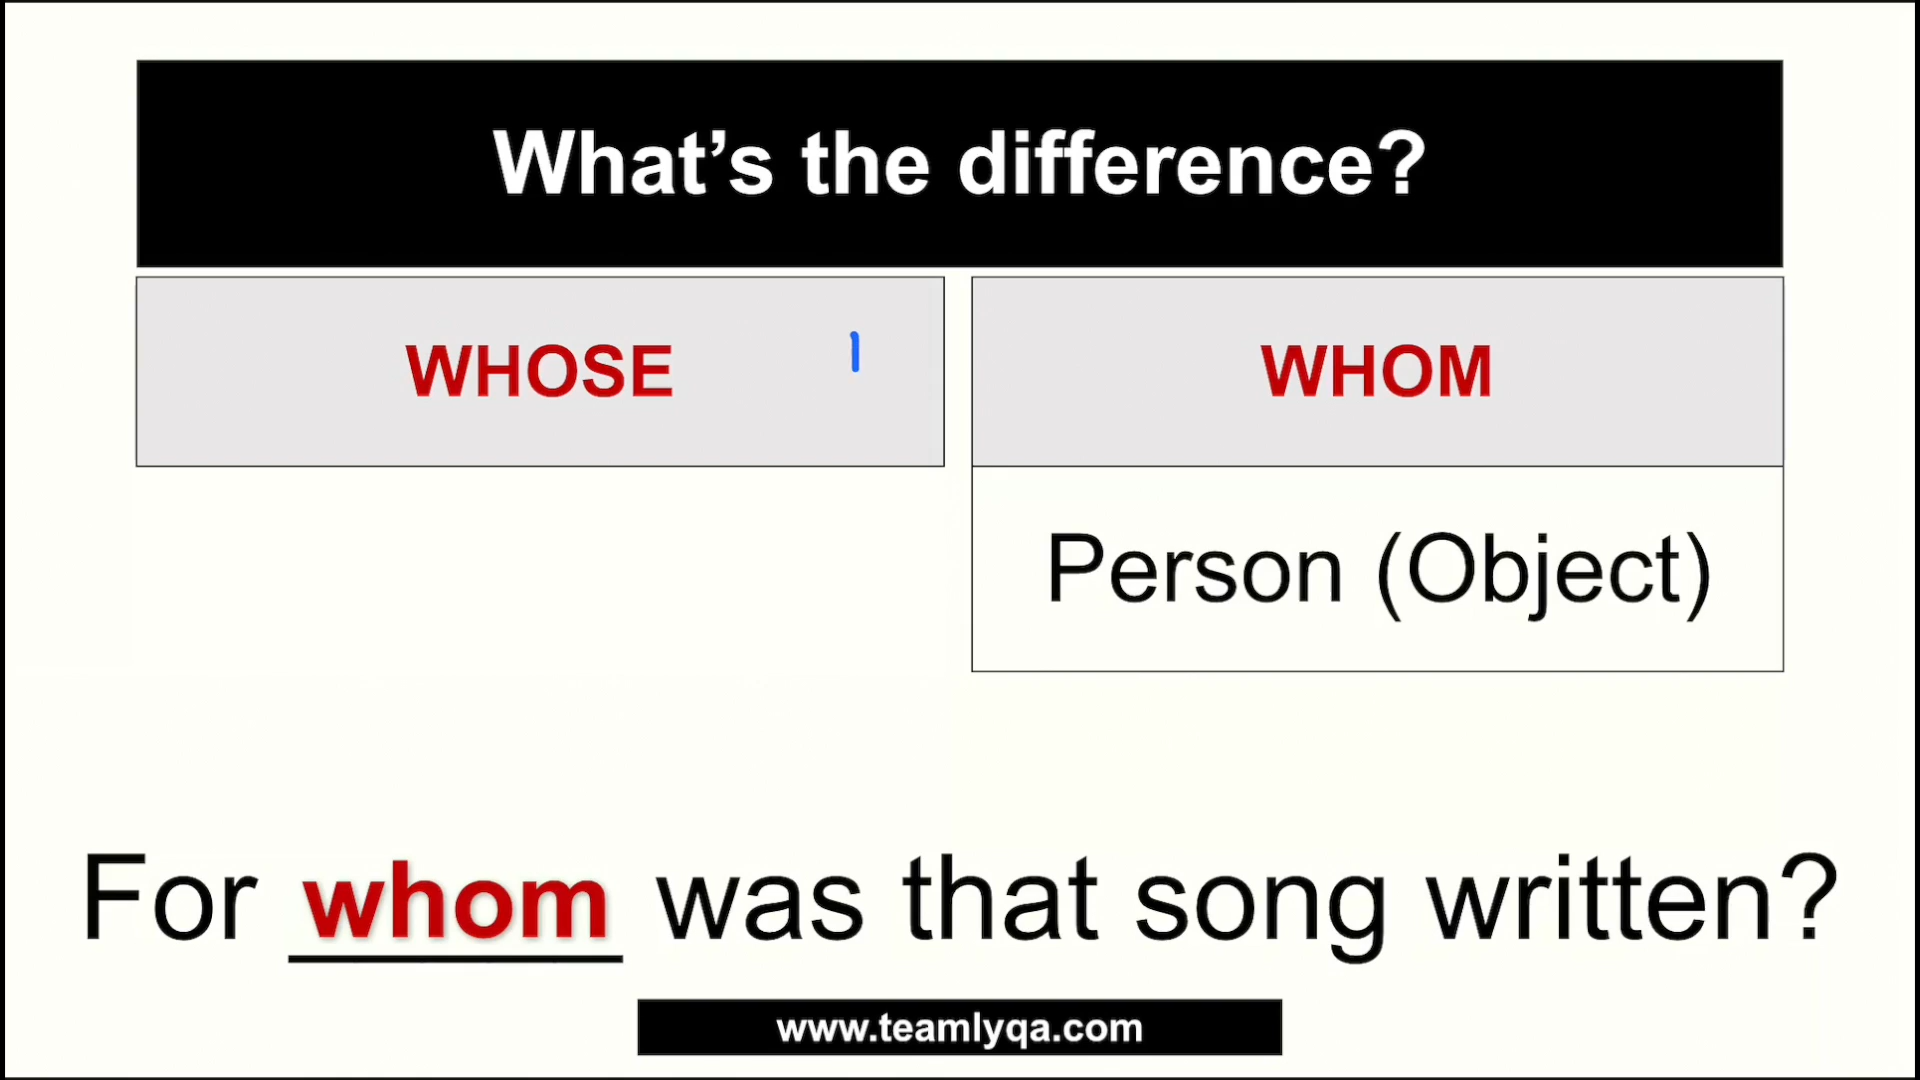 What’s the difference?
WHOSE
WHOM
Person (Object)
For whom was that song written?
www.teamlyqa.com